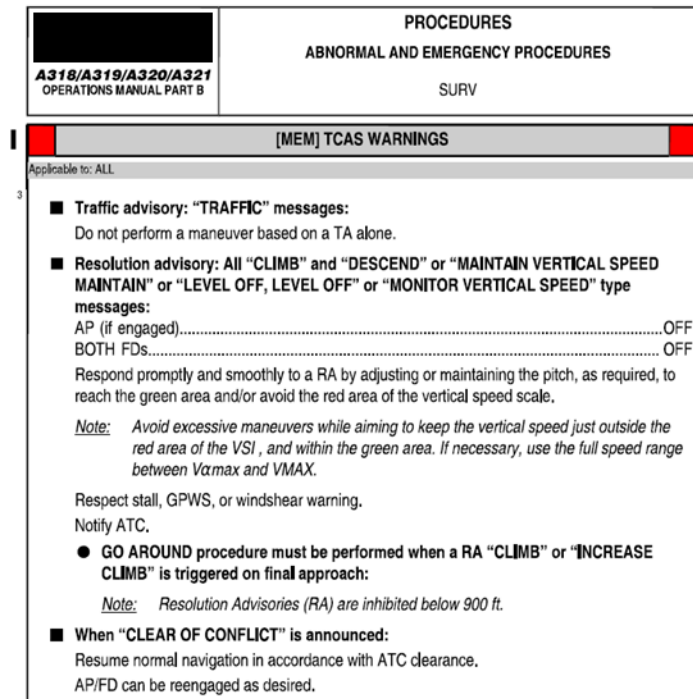 PROCEDURES
ABNORMAL AND EMERGENCY PROCEDURES
A318/A319/A320/A321
OPERATIONS MANUAL PART B
SURV
[MEM] TCAS WARNINGS
Applicable to: ALL
3
■ Traffic advisory: “TRAFFIC” messages:
Do not perform a maneuver based on a TA alone.
■ Resolution advisory: All “CLIMB” and “DESCEND” or “MAINTAIN VERTICAL SPEED
MAINTAIN” or “LEVEL OFF, LEVEL OFF” or “MONITOR VERTICAL SPEED” type
messages:
AP (if engaged)...OFF
BOTH FDs...OFF
Respond promptly and smoothly to a RA by adjusting or maintaining the pitch, as required, to
reach the green area and/or avoid the red area of the vertical speed scale.
Note: Avoid excessive maneuvers while aiming to keep the vertical speed just outside the
red area of the VSI , and within the green area. If necessary, use the full speed range
between Vαmax and VMAX.
Respect stall, GPWS, or windshear warning.
Notify ATC.
● GO AROUND procedure must be performed when a RA “CLIMB” or “INCREASE
CLIMB” is triggered on final approach:
Note: Resolution Advisories (RA) are inhibited below 900 ft.
■ When “CLEAR OF CONFLICT” is announced:
Resume normal navigation in accordance with ATC clearance.
AP/FD can be reengaged as desired.